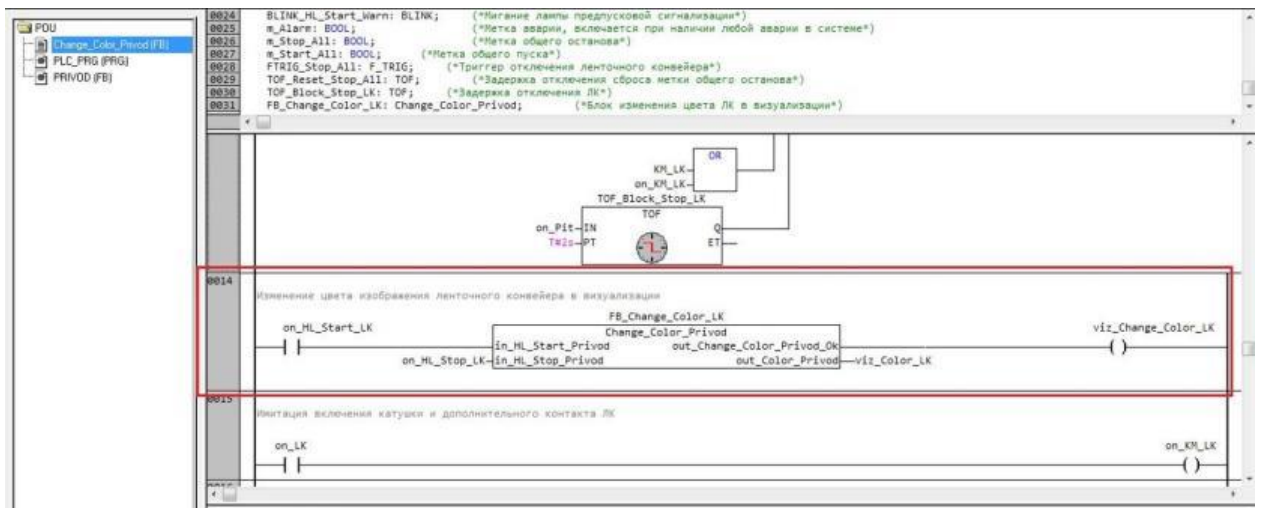 POU
Change_Color_Privod (FB)
PLC_PRG (PRG)
PRIVOD (FB)
0024 BLINK_HL_Start_Warn: BLINK; (*Мигание лампы предпусковой сигнализации*)
0025 m_Alarm: BOOL; (*Метка аварии, включается при наличии любой аварии в системе*)
0026 m_Stop_All: BOOL; (*Метка общего останова*)
0027 m_Start_All: BOOL; (*Метка общего пуска*)
0028 FTRIG_Stop_All: F_TRIG; (*Триггер отключения ленточного конвейера*)
0029 TOF_Reset_Stop_All: TOF; (*Задержка отключения сброса метки общего останова*)
0030 TOF_Block_Stop_LK: TOF; (*Задержка отключения ЛК*)
0031 FB_Change_Color_LK: Change_Color_Privod; (*Блок изменения цвета ЛК в визуализации*)
OR
KM_LK
on_KM_LK
TOF_Block_Stop_LK
TOF
on_Pit IN Q
T#2s PT ET
0014
Изменение цвета изображения ленточного конвейера в визуализации
FB_Change_Color_LK
on_HL_Start_LK Change_Color_Privod viz_Change_Color_LK
in_HL_Start_Privod out_Change_Color_Privod_Ok
on_HL_Stop_LK in_HL_Stop_Privod out_Color_Privod viz_Color_LK
0015
Имитация включения катушки и дополнительного контакта ЛК
on_LK on_KM_LK